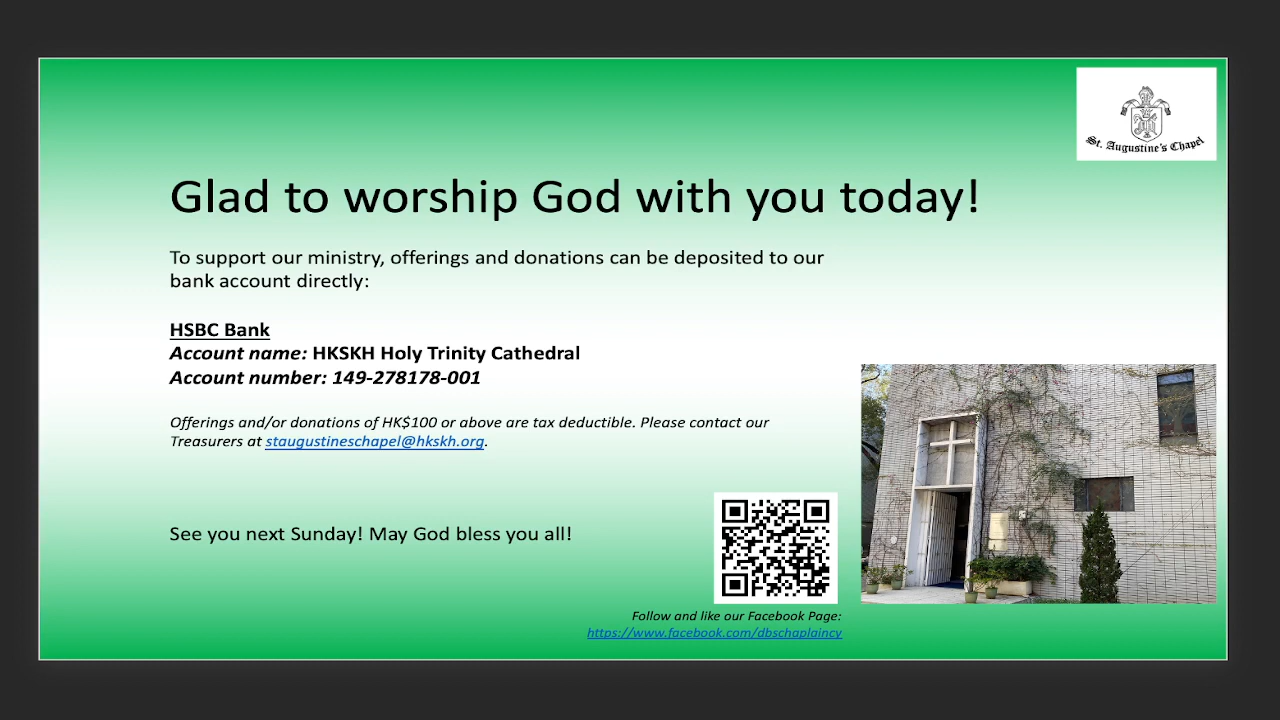 St. Augustine's Chapel
Glad to worship God with you today!
To support our ministry, offerings and donations can be deposited to our
bank account directly:
HSBC Bank
Account name: HKSKH Holy Trinity Cathedral
Account number: 149-278178-001
Offerings and/or donations of HK$100 or above are tax deductible. Please contact our
Treasurers at staugustineschapel@hkskh.org.
See you next Sunday! May God bless you all!
Follow and like our Facebook Page:
https://www.facebook.com/dbschaplaincy